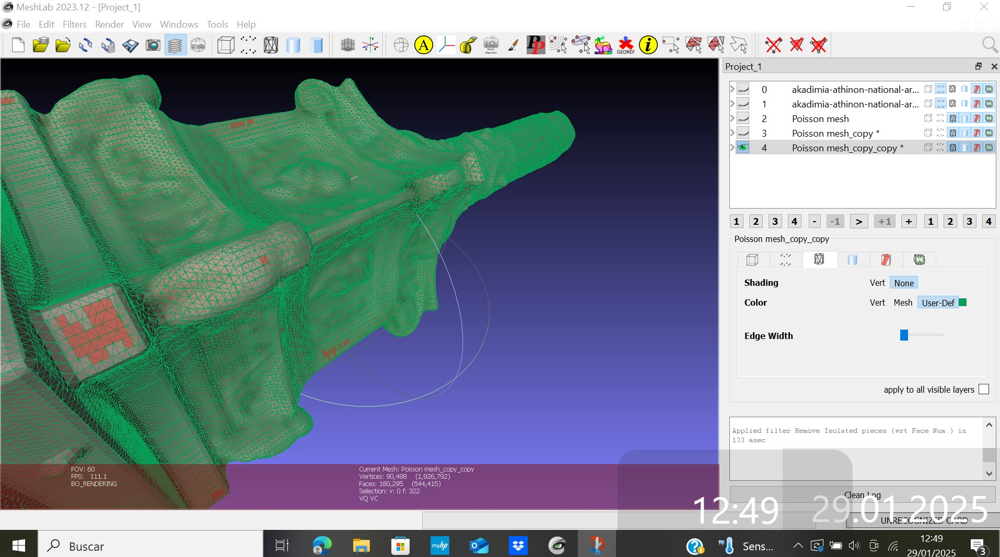 MeshLab 2023.12 - [Project_1]
File Edit Filters Render View Windows Tools Help
A
Raster
Alignment
PP
GEOREF
i
Project_1
0 akadimia-athinon-national-ar...
1 akadimia-athinon-national-ar...
2 Poisson mesh
3 Poisson mesh_copy *
4 Poisson mesh_copy_copy *
1 2 3 4 - -1 > +1 + 1 2 3 4
Poisson mesh_copy_copy
Shading Vert None
Color Vert Mesh User-Def
Edge Width
apply to all visible layers
Applied filter Remove Isolated pieces (wrt Face Num.) in
133 msec
Clean Log
FOV: 60
FPS: 111.1
BO_RENDERING
Current Mesh: Poisson mesh_copy_copy
Vertices: 90,488 (1,926,792)
Faces: 180,295 (544,415)
Selection: v: 0 f: 322
VQ VC
12:49 29.01.2025
UNRECOGNIZED CARD
Buscar
myhp
Sens...
12:49
29/01/2025
3